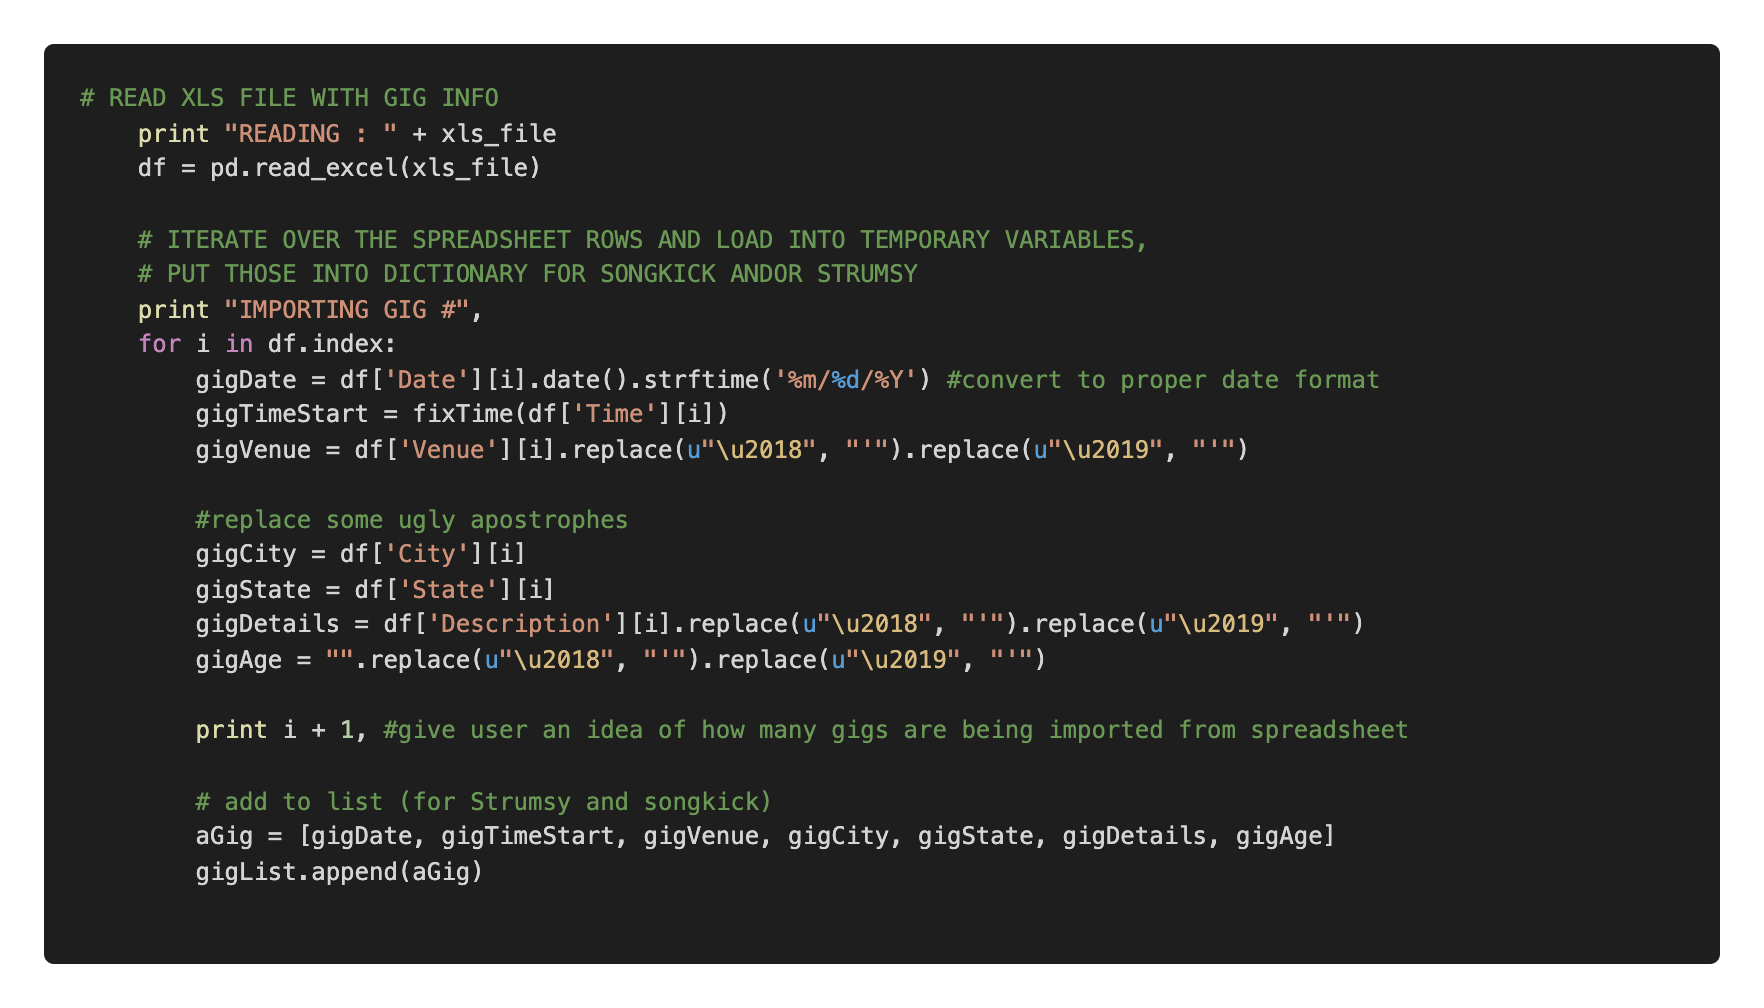 # READ XLS FILE WITH GIG INFO
    print "READING : " + xls_file
    df = pd.read_excel(xls_file)

    # ITERATE OVER THE SPREADSHEET ROWS AND LOAD INTO TEMPORARY VARIABLES,
    # PUT THOSE INTO DICTIONARY FOR SONGKICK ANDOR STRUMSY
    print "IMPORTING GIG #",
    for i in df.index:
        gigDate = df['Date'][i].date().strftime('%m/%d/%Y') #convert to proper date format
        gigTimeStart = fixTime(df['Time'][i])
        gigVenue = df['Venue'][i].replace(u"\u2018", "'").replace(u"\u2019", "'")

        #replace some ugly apostrophes
        gigCity = df['City'][i]
        gigState = df['State'][i]
        gigDetails = df['Description'][i].replace(u"\u2018", "'").replace(u"\u2019", "'")
        gigAge = "".replace(u"\u2018", "'").replace(u"\u2019", "'")

        print i + 1, #give user an idea of how many gigs are being imported from spreadsheet

        # add to list (for Strumsy and songkick)
        aGig = [gigDate, gigTimeStart, gigVenue, gigCity, gigState, gigDetails, gigAge]
        gigList.append(aGig)